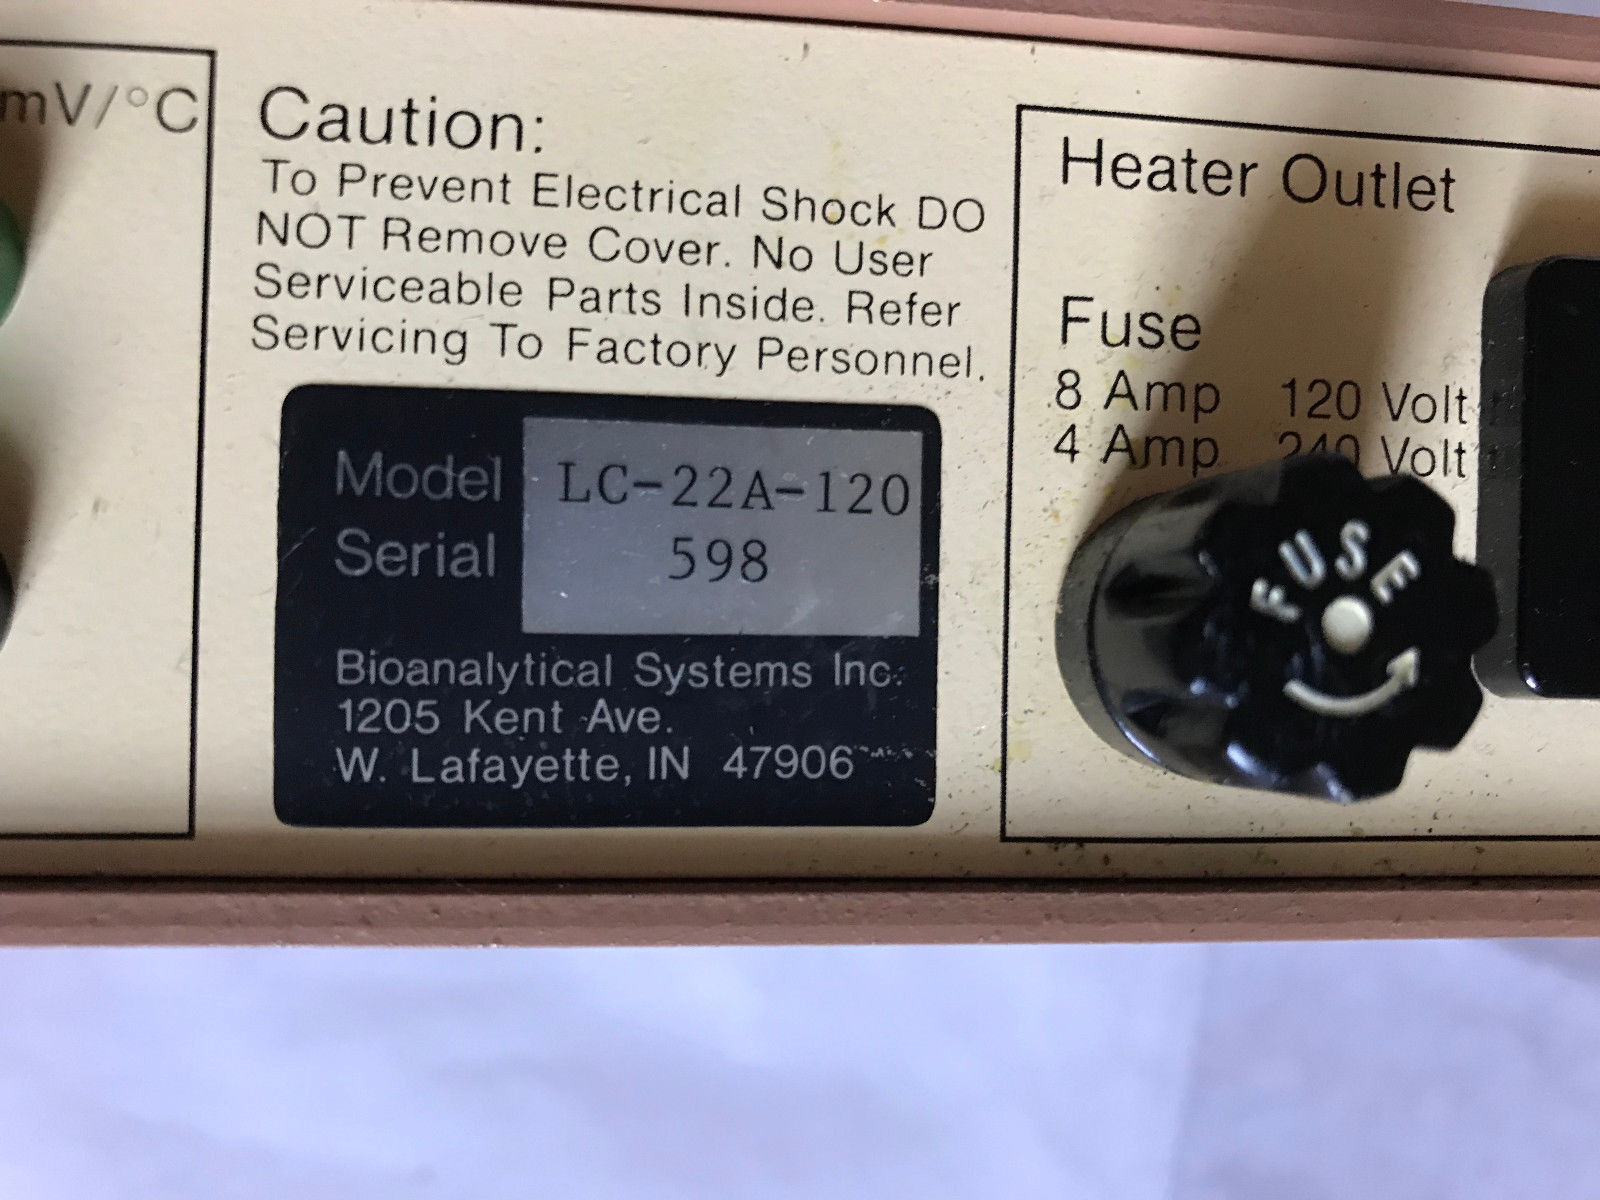 mV/°C
Caution:
To Prevent Electrical Shock DO
NOT Remove Cover. No User
Serviceable Parts Inside. Refer
Servicing To Factory Personnel.
Model LC-22A-120
Serial 598
Bioanalytical Systems Inc.
1205 Kent Ave.
W. Lafayette, IN 47906
Heater Outlet
Fuse
8 Amp 120 Volt
4 Amp 240 Volt
FUSE